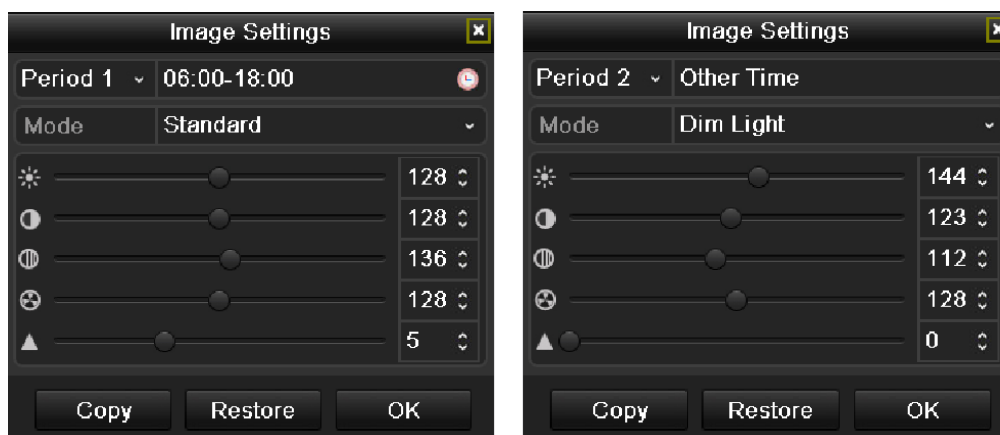 Image Settings
Period 1 06:00-18:00
Mode Standard
128
128
136
128
5
Copy Restore OK
Image Settings
Period 2 Other Time
Mode Dim Light
144
123
112
128
0
Copy Restore OK